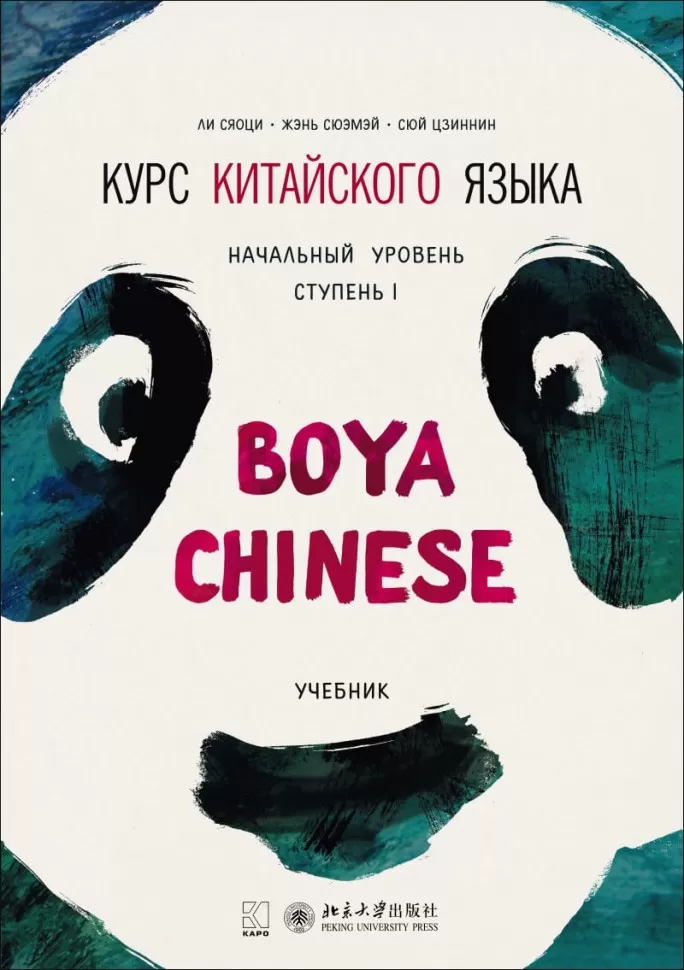 ЛИ СЯОЦИ · ЖЭНЬ СЮЭМЭЙ · СЮЙ ЦЗИННИН
КУРС КИТАЙСКОГО ЯЗЫКА
НАЧАЛЬНЫЙ УРОВЕНЬ
СТУПЕНЬ I
BOYA
CHINESE
УЧЕБНИК
КАРО
北京大学出版社
PEKING UNIVERSITY PRESS